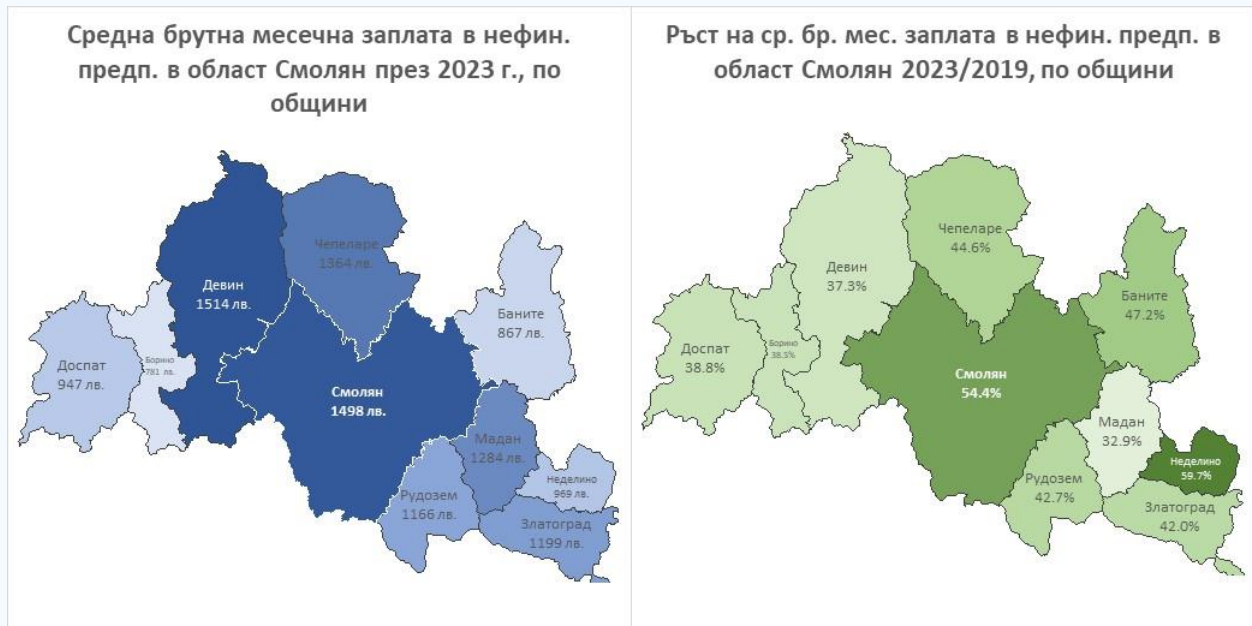 Средна брутна месечна заплата в нефин.
предп. в област Смолян през 2023 г., по
общини
Чепеларе
1364 лв.
Девин
1514 лв.
Баните
867 лв.
Доспат
947 лв.
Борино
781 лв.
Смолян
1498 лв.
Мадан
1284 лв.
Неделино
969 лв.
Рудозем
1166 лв.
Златоград
1199 лв.
Ръст на ср. бр. мес. заплата в нефин. предп. в
област Смолян 2023/2019, по общини
Чепеларе
44.6%
Девин
37.3%
Баните
47.2%
Доспат
38.8%
Борино
38.5%
Смолян
54.4%
Мадан
32.9%
Неделино
59.7%
Рудозем
42.7%
Златоград
42.0%